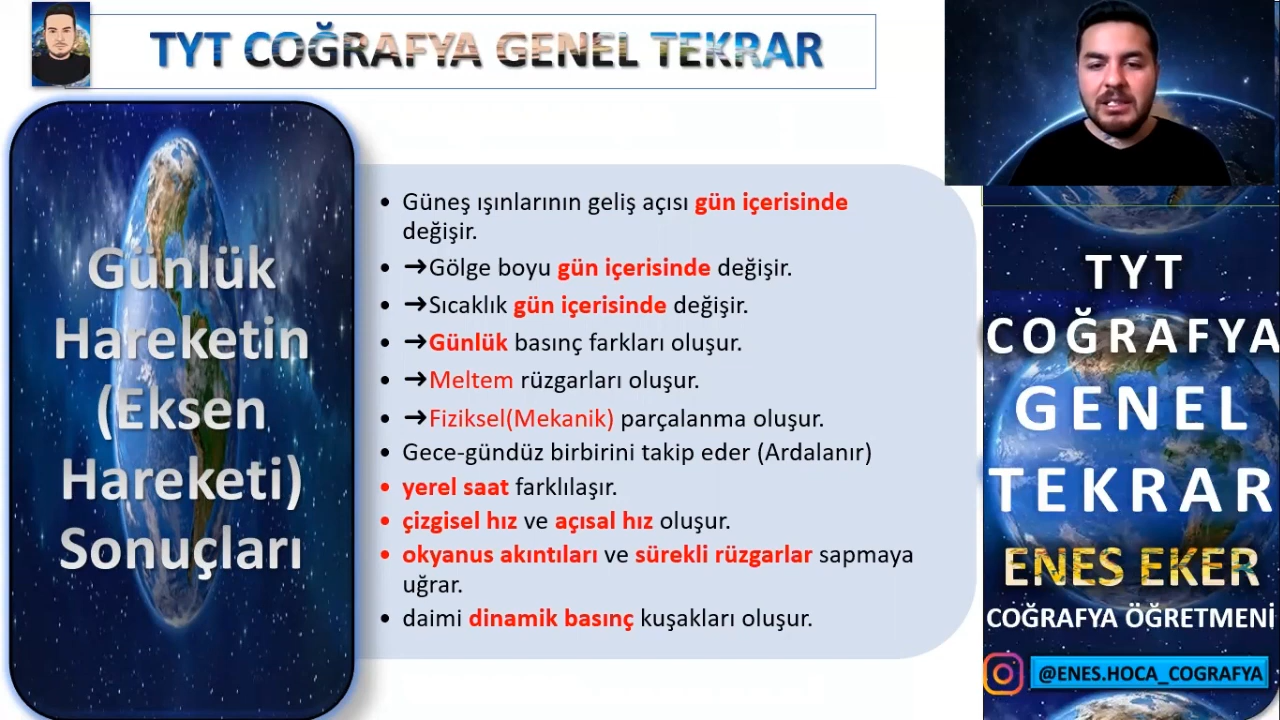 TYT COĞRAFYA GENEL TEKRAR
Günlük
Hareketin
(Eksen
Hareketi)
Sonuçları
• Güneş ışınlarının geliş açısı gün içerisinde
değişir.
• →Gölge boyu gün içerisinde değişir.
• →Sıcaklık gün içerisinde değişir.
• →Günlük basınç farkları oluşur.
• →Meltem rüzgarları oluşur.
• →Fiziksel(Mekanik) parçalanma oluşur.
• Gece-gündüz birbirini takip eder (Ardalanır)
• yerel saat farklılaşır.
• çizgisel hız ve açısal hız oluşur.
• okyanus akıntıları ve sürekli rüzgarlar sapmaya
uğrar.
• daimi dinamik basınç kuşakları oluşur.
TYT
COĞRAFYA
GENEL
TEKRAR
ENES EKER
COĞRAFYA ÖĞRETMENİ
@ENES.HOCA_COGRAFYA